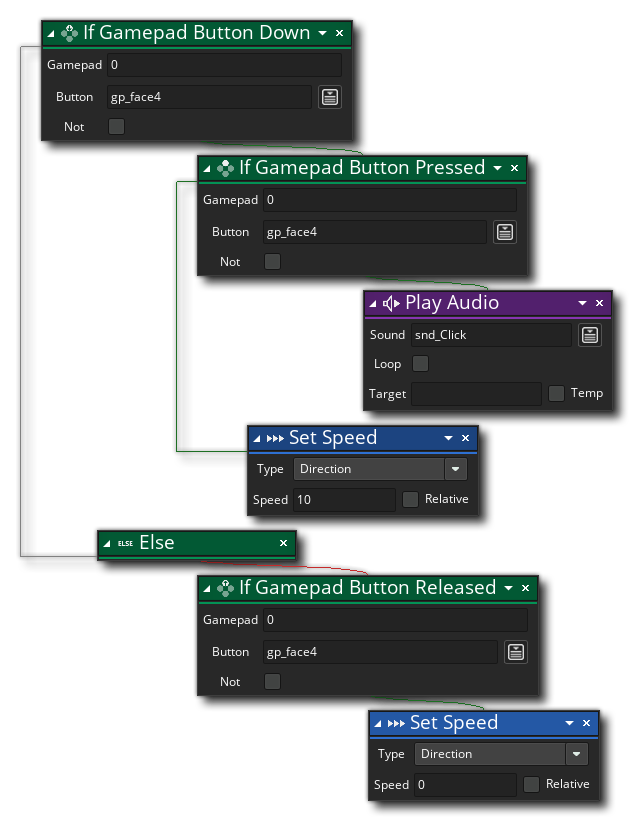 If Gamepad Button Down
Gamepad 0
Button gp_face4
Not
If Gamepad Button Pressed
Gamepad 0
Button gp_face4
Not
Play Audio
Sound snd_Click
Loop
Target Temp
Set Speed
Type Direction
Speed 10 Relative
ELSE Else
If Gamepad Button Released
Gamepad 0
Button gp_face4
Not
Set Speed
Type Direction
Speed 0 Relative